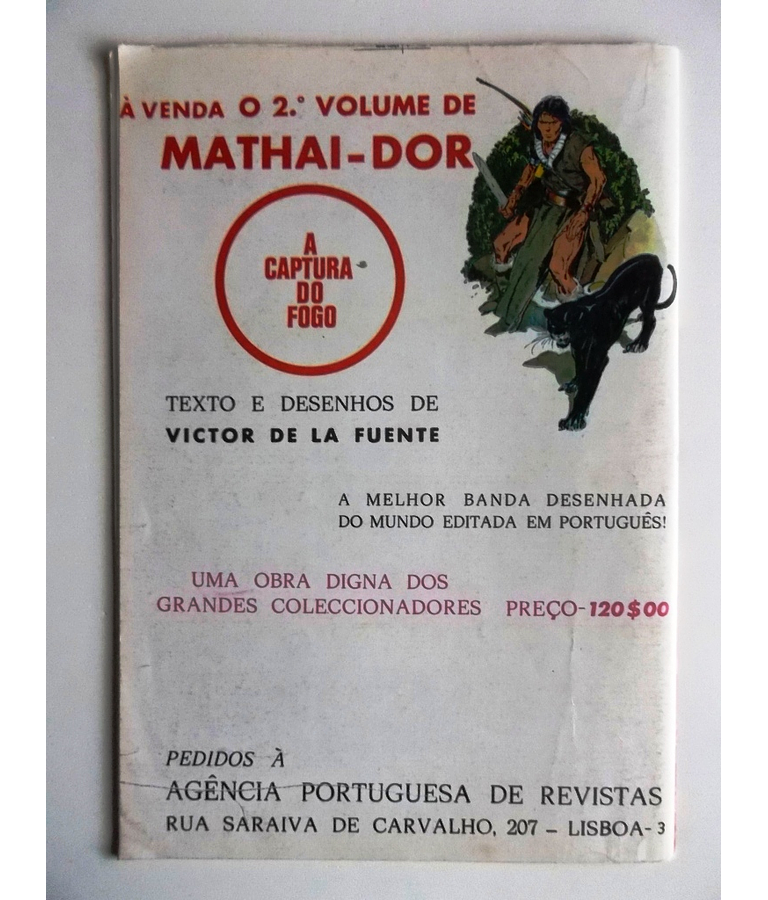 À VENDA O 2.º VOLUME DE
MATHAI-DOR
A
CAPTURA
DO
FOGO
TEXTO E DESENHOS DE
VICTOR DE LA FUENTE
A MELHOR BANDA DESENHADA
DO MUNDO EDITADA EM PORTUGUÊS!
UMA OBRA DIGNA DOS
GRANDES COLECCIONADORES PREÇO-120$00
PEDIDOS À
AGÊNCIA PORTUGUESA DE REVISTAS
RUA SARAIVA DE CARVALHO, 207 – LISBOA-3